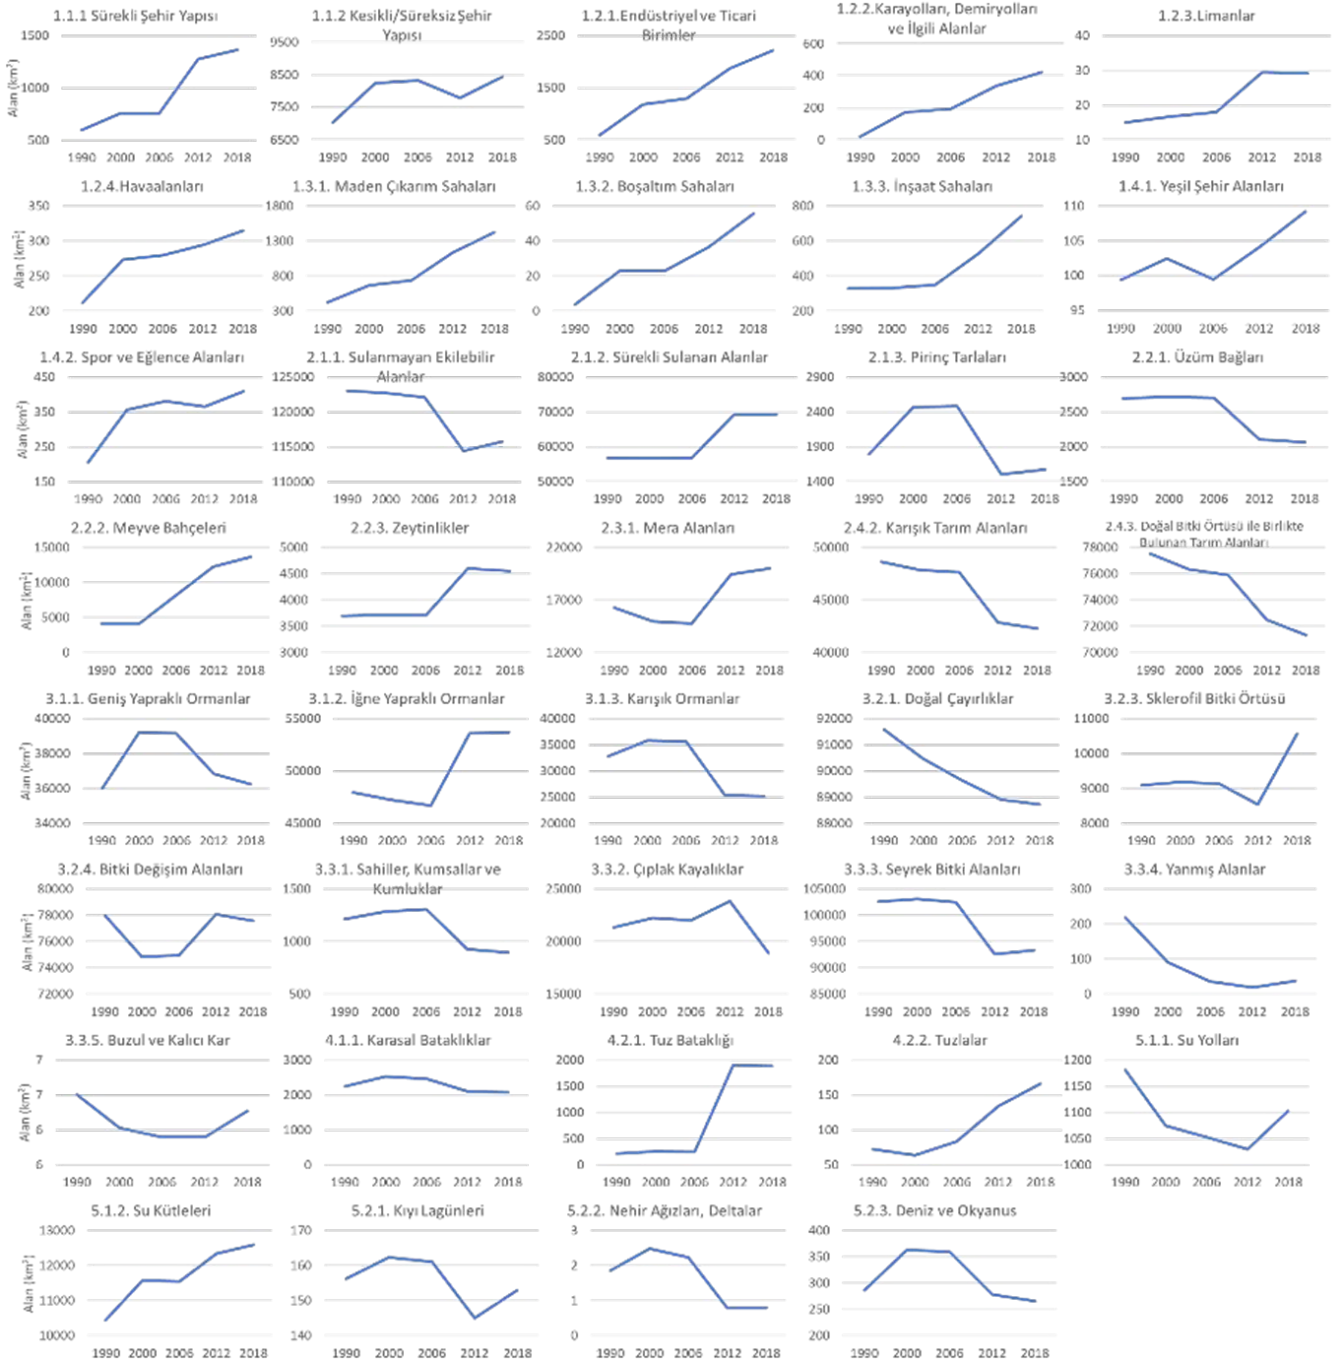 1.1.1 Sürekli Şehir Yapısı
Alan (km²)
1500
1000
500
1990 2000 2006 2012 2018
1.1.2 Kesikli/Süreksiz Şehir
Yapısı
9500
8500
7500
6500
1990 2000 2006 2012 2018
1.2.1.Endüstriyel ve Ticari
Birimler
2500
1500
500
1990 2000 2006 2012 2018
1.2.2.Karayolları, Demiryolları
ve İlgili Alanlar
600
400
200
0
1990 2000 2006 2012 2018
1.2.3.Limanlar
40
30
20
10
1990 2000 2006 2012 2018
1.2.4.Havaalanları
Alan (km²)
350
300
250
200
1990 2000 2006 2012 2018
1.3.1. Maden Çıkarım Sahaları
1800
1300
800
300
1990 2000 2006 2012 2018
1.3.2. Boşaltım Sahaları
60
40
20
0
1990 2000 2006 2012 2018
1.3.3. İnşaat Sahaları
800
600
400
200
1990 2000 2006 2012 2018
1.4.1. Yeşil Şehir Alanları
110
105
100
95
1990 2000 2006 2012 2018
1.4.2. Spor ve Eğlence Alanları
Alan (km²)
450
350
250
150
1990 2000 2006 2012 2018
2.1.1. Sulanmayan Ekilebilir
Alanlar
125000
120000
115000
110000
1990 2000 2006 2012 2018
2.1.2. Sürekli Sulanan Alanlar
80000
70000
60000
50000
1990 2000 2006 2012 2018
2.1.3. Pirinç Tarlaları
2900
2400
1900
1400
1990 2000 2006 2012 2018
2.2.1. Üzüm Bağları
3000
2500
2000
1500
1990 2000 2006 2012 2018
2.2.2. Meyve Bahçeleri
Alan (km²)
15000
10000
5000
0
1990 2000 2006 2012 2018
2.2.3. Zeytinlikler
5000
4500
4000
3500
3000
1990 2000 2006 2012 2018
2.3.1. Mera Alanları
22000
17000
12000
1990 2000 2006 2012 2018
2.4.2. Karışık Tarım Alanları
50000
45000
40000
1990 2000 2006 2012 2018
2.4.3. Doğal Bitki Örtüsü ile Birlikte
Bulunan Tarım Alanları
78000
76000
74000
72000
70000
1990 2000 2006 2012 2018
3.1.1. Geniş Yapraklı Ormanlar
Alan (km²)
40000
38000
36000
34000
1990 2000 2006 2012 2018
3.1.2. İğne Yapraklı Ormanlar
55000
50000
45000
1990 2000 2006 2012 2018
3.1.3. Karışık Ormanlar
40000
35000
30000
25000
20000
1990 2000 2006 2012 2018
3.2.1. Doğal Çayırlıklar
92000
91000
90000
89000
88000
1990 2000 2006 2012 2018
3.2.3. Sklerofil Bitki Örtüsü
11000
10000
9000
8000
1990 2000 2006 2012 2018
3.2.4. Bitki Değişim Alanları
Alan (km²)
80000
78000
76000
74000
72000
1990 2000 2006 2012 2018
3.3.1. Sahiller, Kumsallar ve
Kumluklar
1500
1000
500
1990 2000 2006 2012 2018
3.3.2. Çıplak Kayalıklar
25000
20000
15000
1990 2000 2006 2012 2018
3.3.3. Seyrek Bitki Alanları
105000
100000
95000
90000
85000
1990 2000 2006 2012 2018
3.3.4. Yanmış Alanlar
300
200
100
0
1990 2000 2006 2012 2018
3.3.5. Buzul ve Kalıcı Kar
Alan (km²)
7
7
6
6
1990 2000 2006 2012 2018
4.1.1. Karasal Bataklıklar
3000
2000
1000
0
1990 2000 2006 2012 2018
4.2.1. Tuz Bataklığı
2000
1500
1000
500
0
1990 2000 2006 2012 2018
4.2.2. Tuzlalar
200
150
100
50
1990 2000 2006 2012 2018
5.1.1. Su Yolları
1200
1150
1100
1050
1000
1990 2000 2006 2012 2018
5.1.2. Su Kütleleri
Alan (km²)
13000
12000
11000
10000
1990 2000 2006 2012 2018
5.2.1. Kıyı Lagünleri
170
160
150
140
1990 2000 2006 2012 2018
5.2.2. Nehir Ağızları, Deltalar
3
2
1
0
1990 2000 2006 2012 2018
5.2.3. Deniz ve Okyanus
400
350
300
250
200
1990 2000 2006 2012 2018